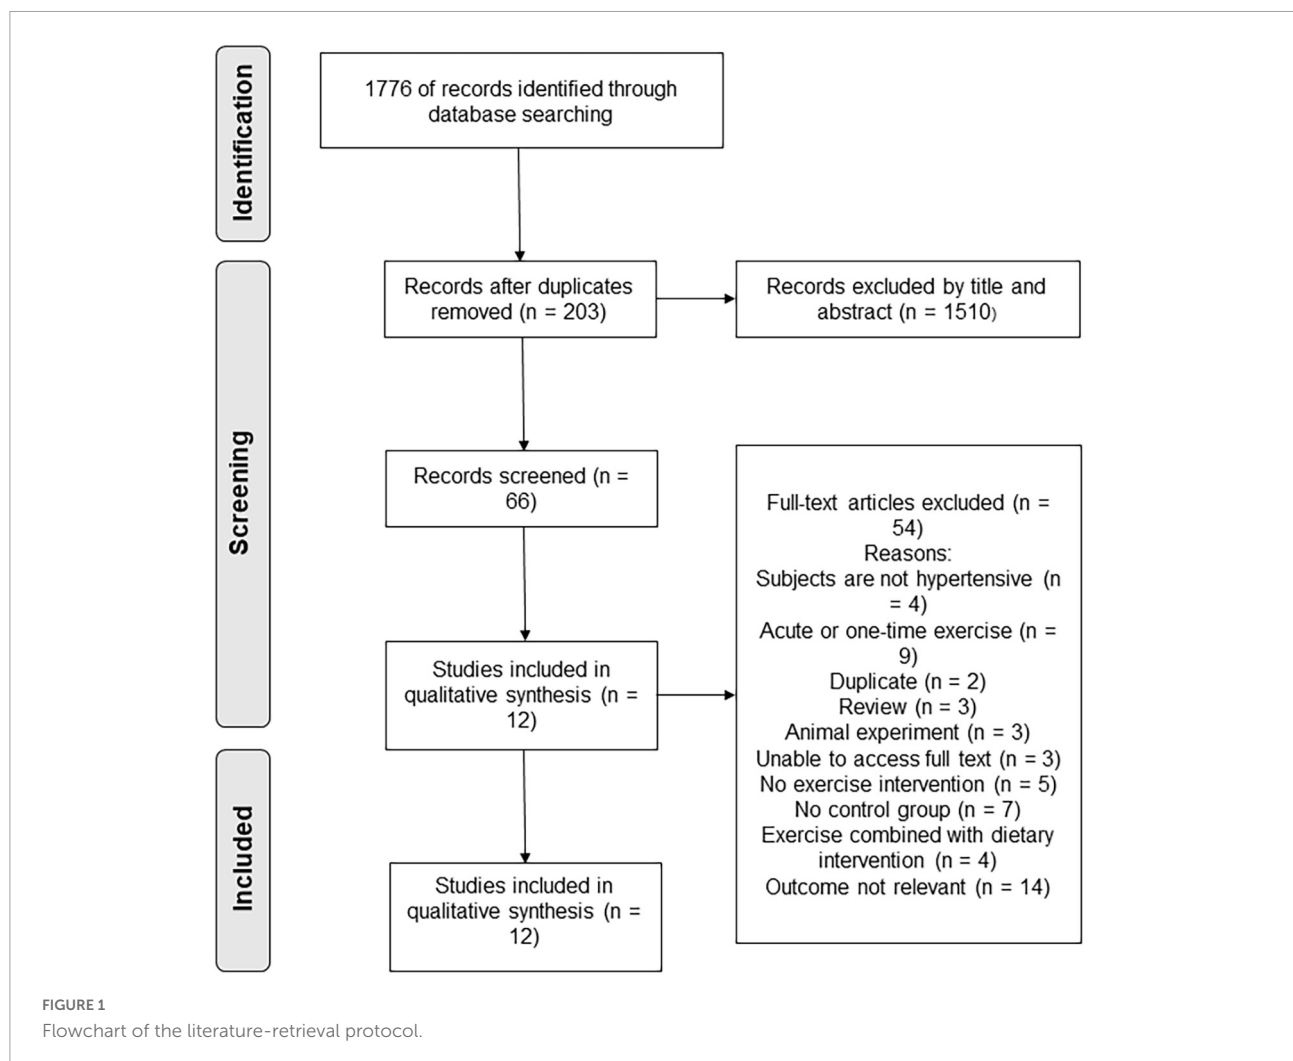 Identification
1776 of records identified through
database searching
Screening
Records after duplicates
removed (n = 203)
Records excluded by title and
abstract (n = 1510)
Records screened (n =
66)
Full-text articles excluded (n =
54)
Reasons:
Subjects are not hypertensive (n
= 4)
Acute or one-time exercise (n =
9)
Duplicate (n = 2)
Review (n = 3)
Animal experiment (n = 3)
Unable to access full text (n = 3)
No exercise intervention (n = 5)
No control group (n = 7)
Exercise combined with dietary
intervention (n = 4)
Outcome not relevant (n = 14)
Studies included in
qualitative synthesis (n =
12)
Included
Studies included in
qualitative synthesis (n =
12)
FIGURE 1
Flowchart of the literature-retrieval protocol.